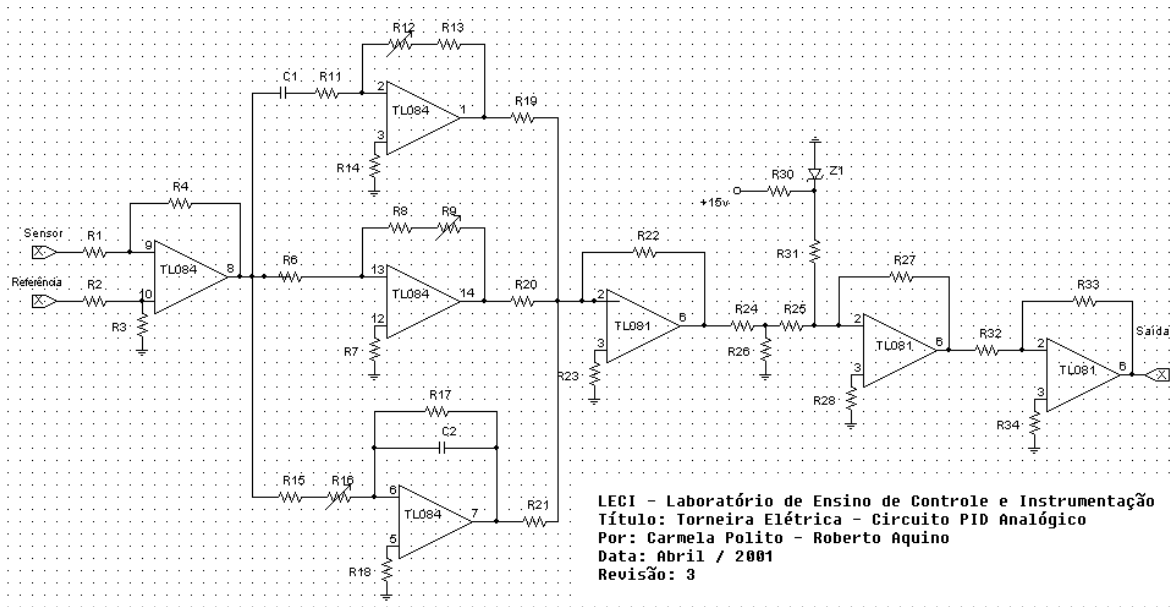 R12 R13
C1 R11
2
TL084
1
R19
3
R14
R30
Z1
+15v
R4
Sensor
R1
9
TL084
8
Referência
R2
10
R3
R8 R9
R6
13
TL084
14
R20
12
R7
R22
2
TL081
6
3
R23
R24 R25
R26
R31
R27
2
TL081
6
3
R28
R32
R33
Saída
2
TL081
6
3
R34
R17
C2
R15 R16
6
TL084
7
R21
5
R18
LECI - Laboratório de Ensino de Controle e Instrumentação
Título: Torneira Elétrica - Circuito PID Analógico
Por: Carmela Polito - Roberto Aquino
Data: Abril / 2001
Revisão: 3